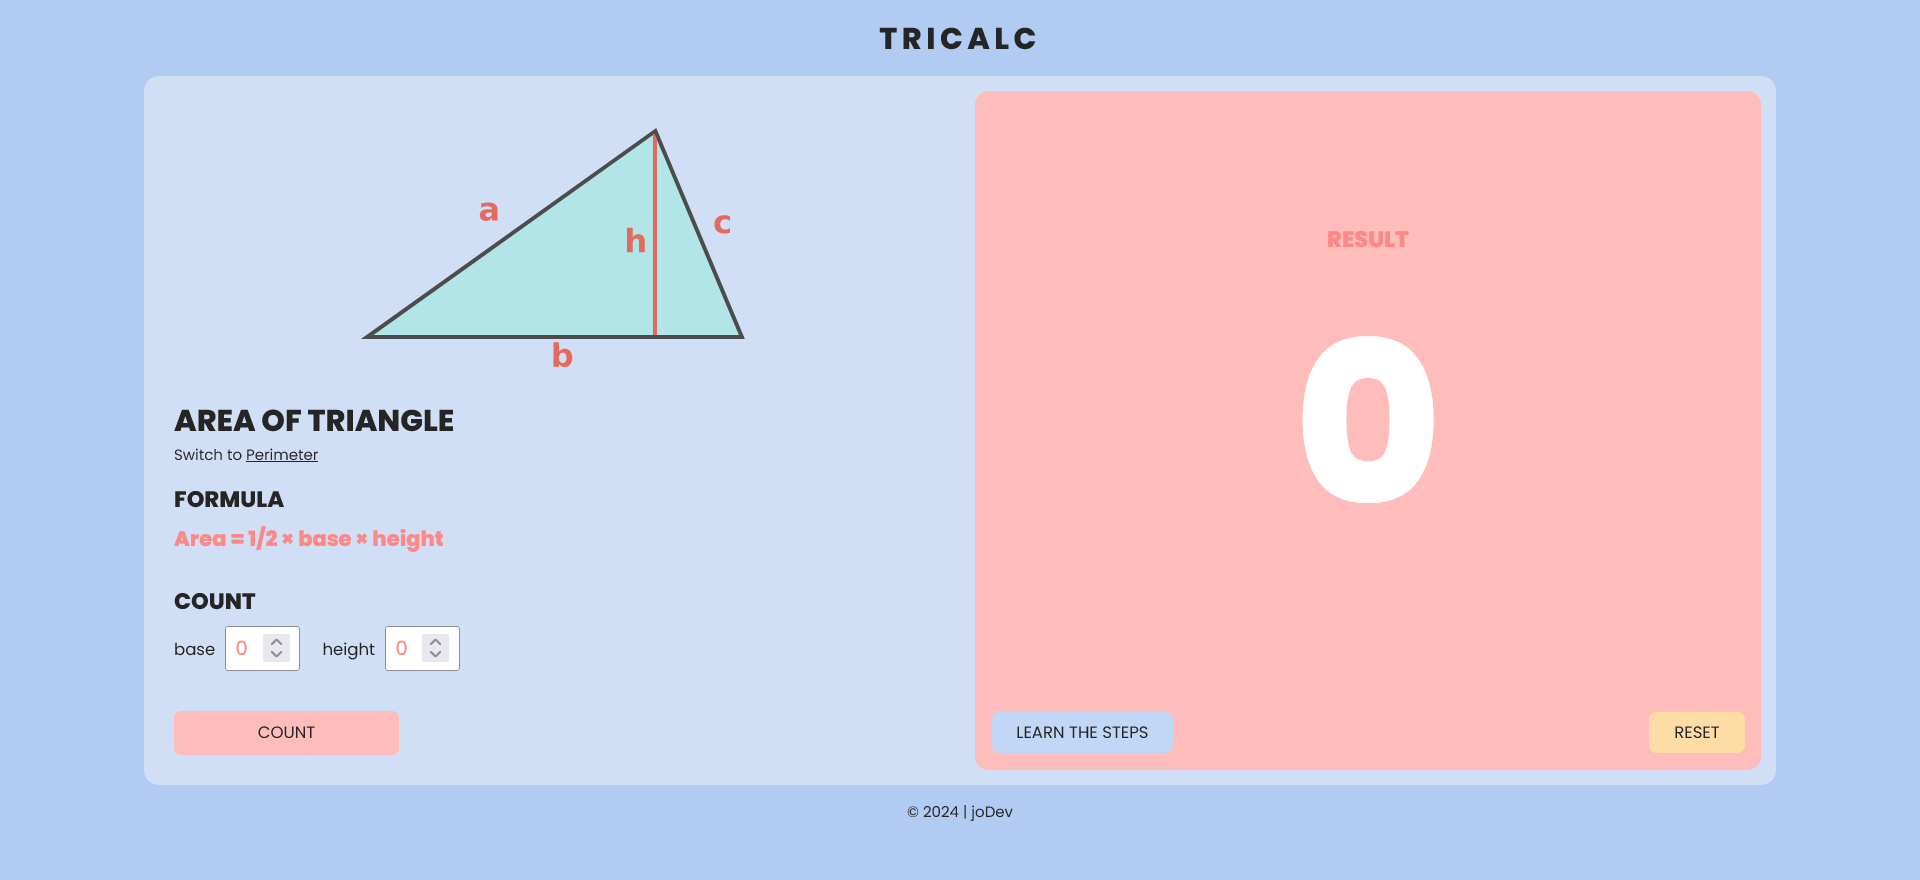 TRICALC
a
h
c
b
AREA OF TRIANGLE
Switch to Perimeter
FORMULA
Area = 1/2 × base × height
COUNT
base 0 height 0
COUNT
RESULT
0
LEARN THE STEPS
RESET
© 2024 | joDev